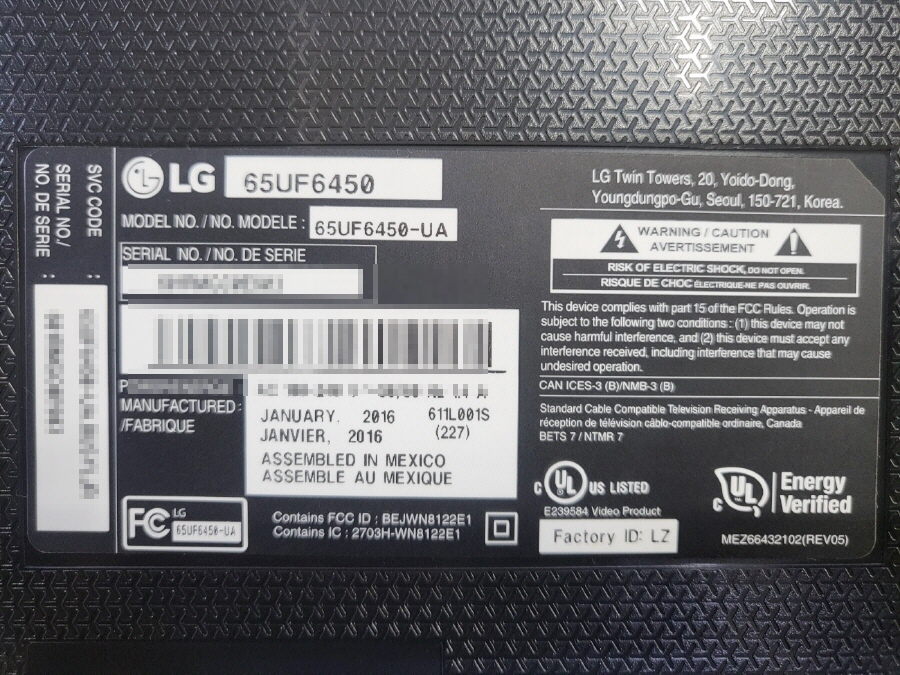 SVC CODE :
SERIAL NO./
NO. DE SERIE :
LG 65UF6450
MODEL NO. / NO. MODELE : 65UF6450-UA
SERIAL NO. / NO. DE SERIE
MANUFACTURED :
/FABRIQUE
JANUARY. 2016 611L001S
JANVIER, 2016 (227)
ASSEMBLED IN MEXICO
ASSEMBLE AU MEXIQUE
FC LG
65UF6450-UA
Contains FCC ID : BEJWN8122E1
Contains IC : 2703H-WN8122E1
LG Twin Towers, 20, Yoido-Dong,
Youngdungpo-Gu, Seoul, 150-721, Korea.
WARNING / CAUTION
AVERTISSEMENT
RISK OF ELECTRIC SHOCK, DO NOT OPEN.
RISQUE DE CHOC ÉLECTRIQUE-NE PAS OUVRIR.
This device complies with part 15 of the FCC Rules. Operation is
subject to the following two conditions : (1) this device may not
cause harmful interference, and (2) this device must accept any
interference received, including interference that may cause
undesired operation.
CAN ICES-3 (B)/NMB-3 (B)
Standard Cable Compatible Television Receiving Apparatus - Appareil de
réception de télévision câblo-compatible ordinaire, Canada
BETS 7 / NTMR 7
C UL US LISTED
E239584 Video Product
Factory ID: LZ
C UL Energy
Verified
MEZ66432102(REV05)